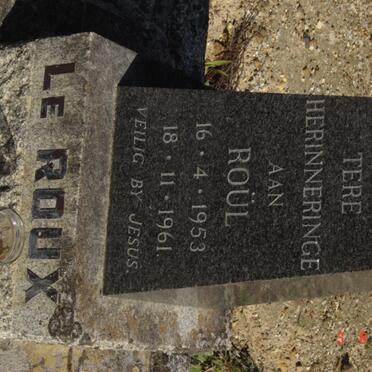 TERE
HERINNERINGE
AAN
ROÜL
16·4·1953
18·11·1961
VEILIG BY JESUS
LE ROUX